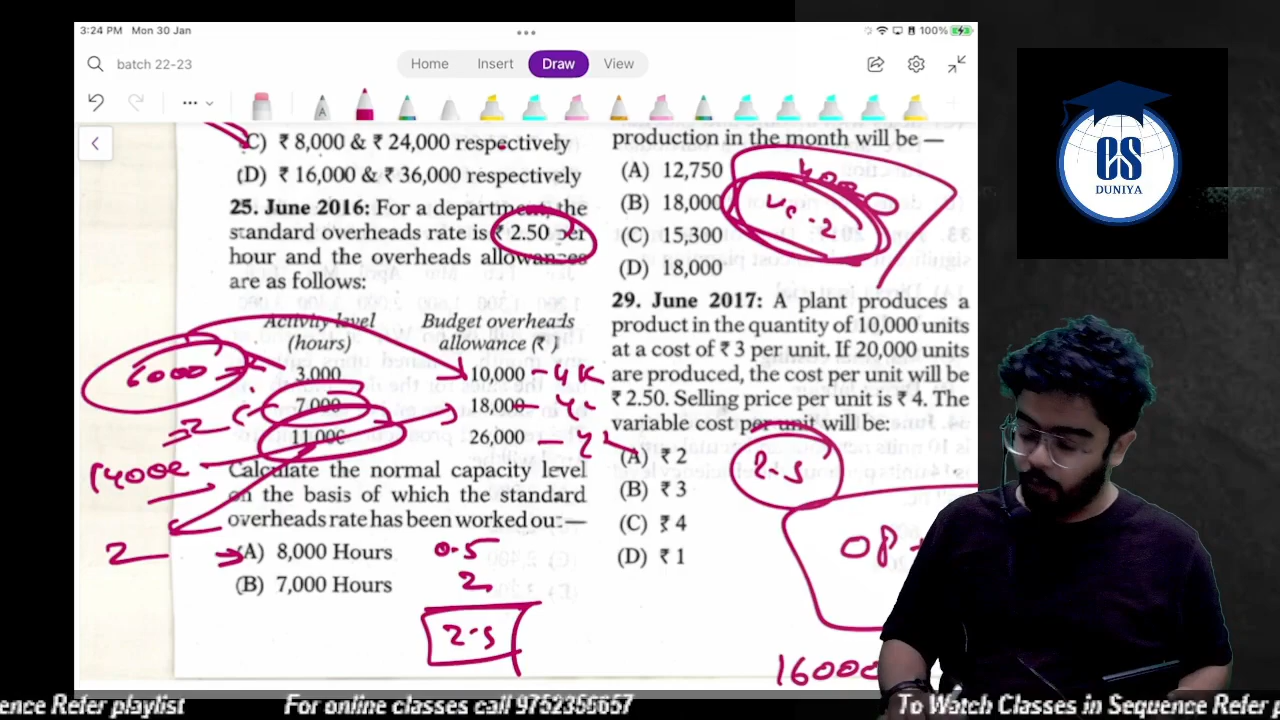 3:24 PM Mon 30 Jan
100%
batch 22-23
Home Insert Draw View
C) ₹ 8,000 & ₹ 24,000 respectively
(D) ₹ 16,000 & ₹ 36,000 respectively
25. June 2016: For a department, the
standard overheads rate is ₹ 2.50 per
hour and the overheads allowances
are as follows:
Activity level Budget overheads
(hours) allowance (₹)
6000
3,000 10,000 - 4K
7,000 18,000
11,000 26,000
14000
Calculate the normal capacity level
on the basis of which the standard
overheads rate has been worked out—
2
(A) 8,000 Hours 0.5
(B) 7,000 Hours 2
2.5
production in the month will be —
(A) 12,750
(B) 18,000
(C) 15,300
(D) 18,000
29. June 2017: A plant produces a
product in the quantity of 10,000 units
at a cost of ₹ 3 per unit. If 20,000 units
are produced, the cost per unit will be
₹ 2.50. Selling price per unit is ₹ 4. The
variable cost per unit will be:
(A) ₹ 2
(B) ₹ 3
(C) ₹ 4
(D) ₹ 1
2.5
OP
16000
CS
DUNIYA
ence Refer playlist For online classes call 9752356657 To Watch Classes in Sequence Refer p